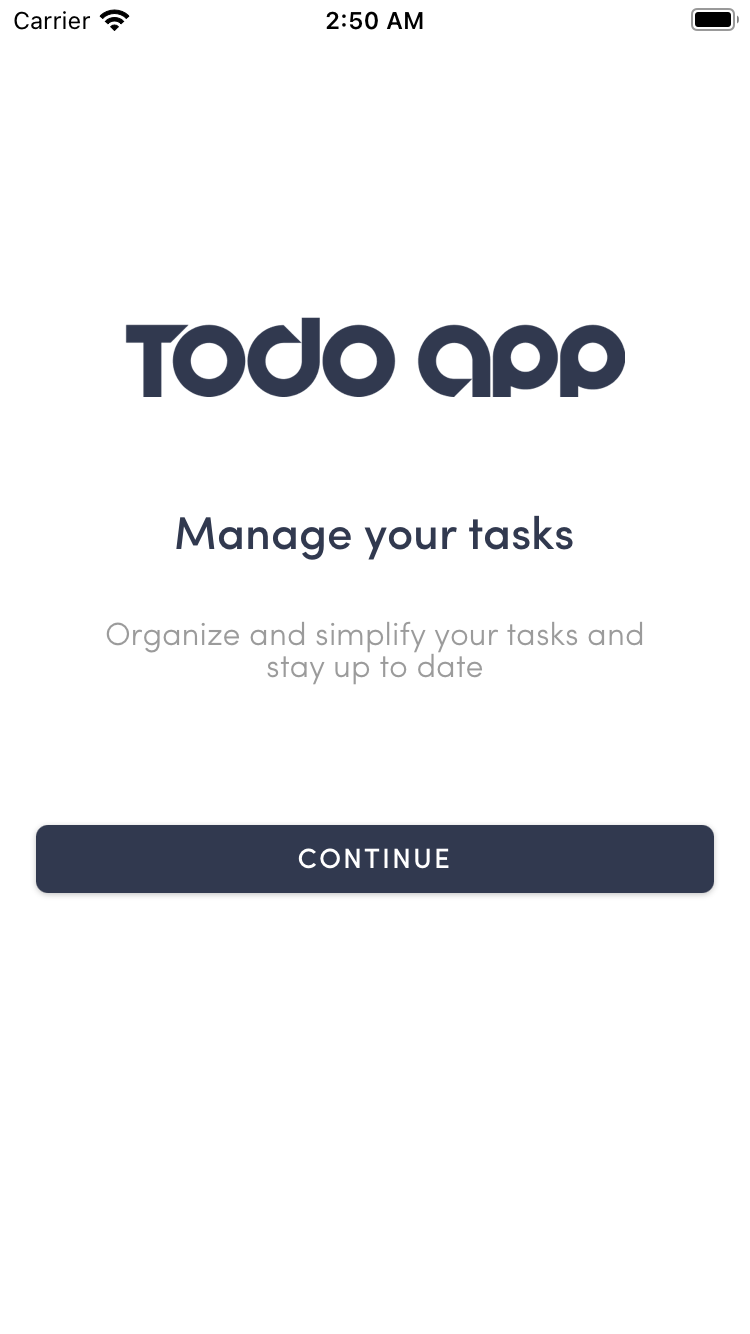 Carrier 2:50 AM
Todo app
Manage your tasks
Organize and simplify your tasks and
stay up to date
CONTINUE